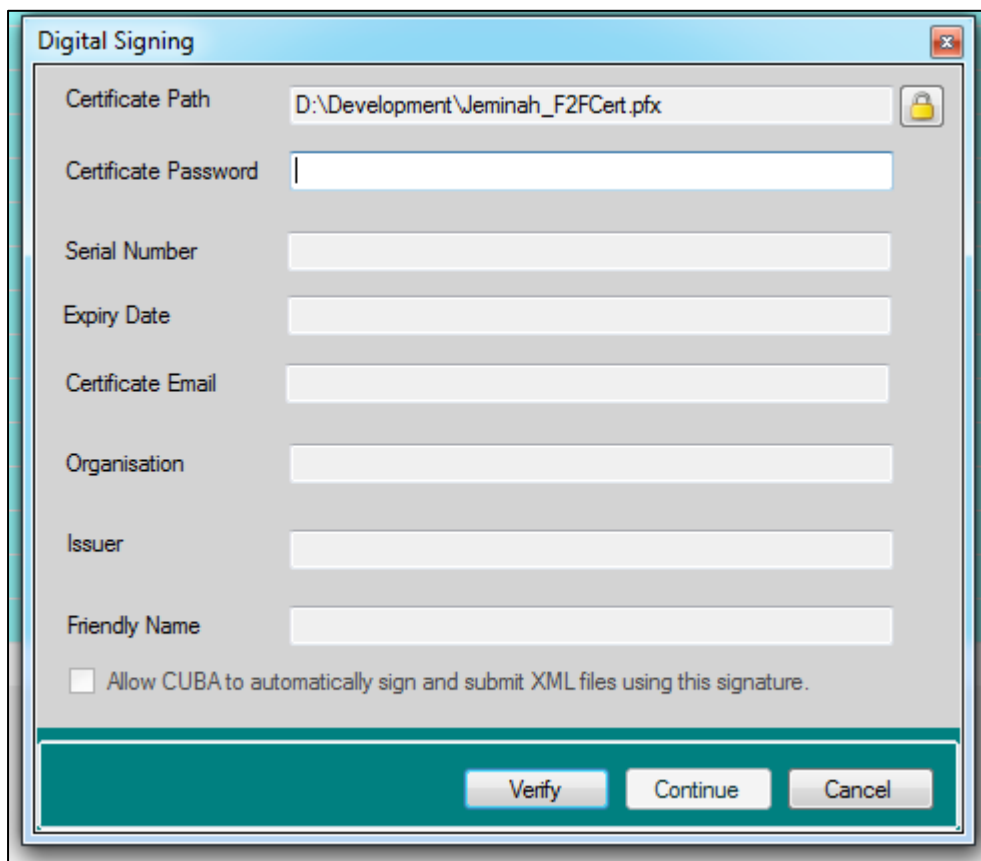 Digital Signing
Certificate Path D:\Development\Jeminah_F2FCert.pfx
Certificate Password
Serial Number
Expiry Date
Certificate Email
Organisation
Issuer
Friendly Name
Allow CUBA to automatically sign and submit XML files using this signature.
Verify Continue Cancel